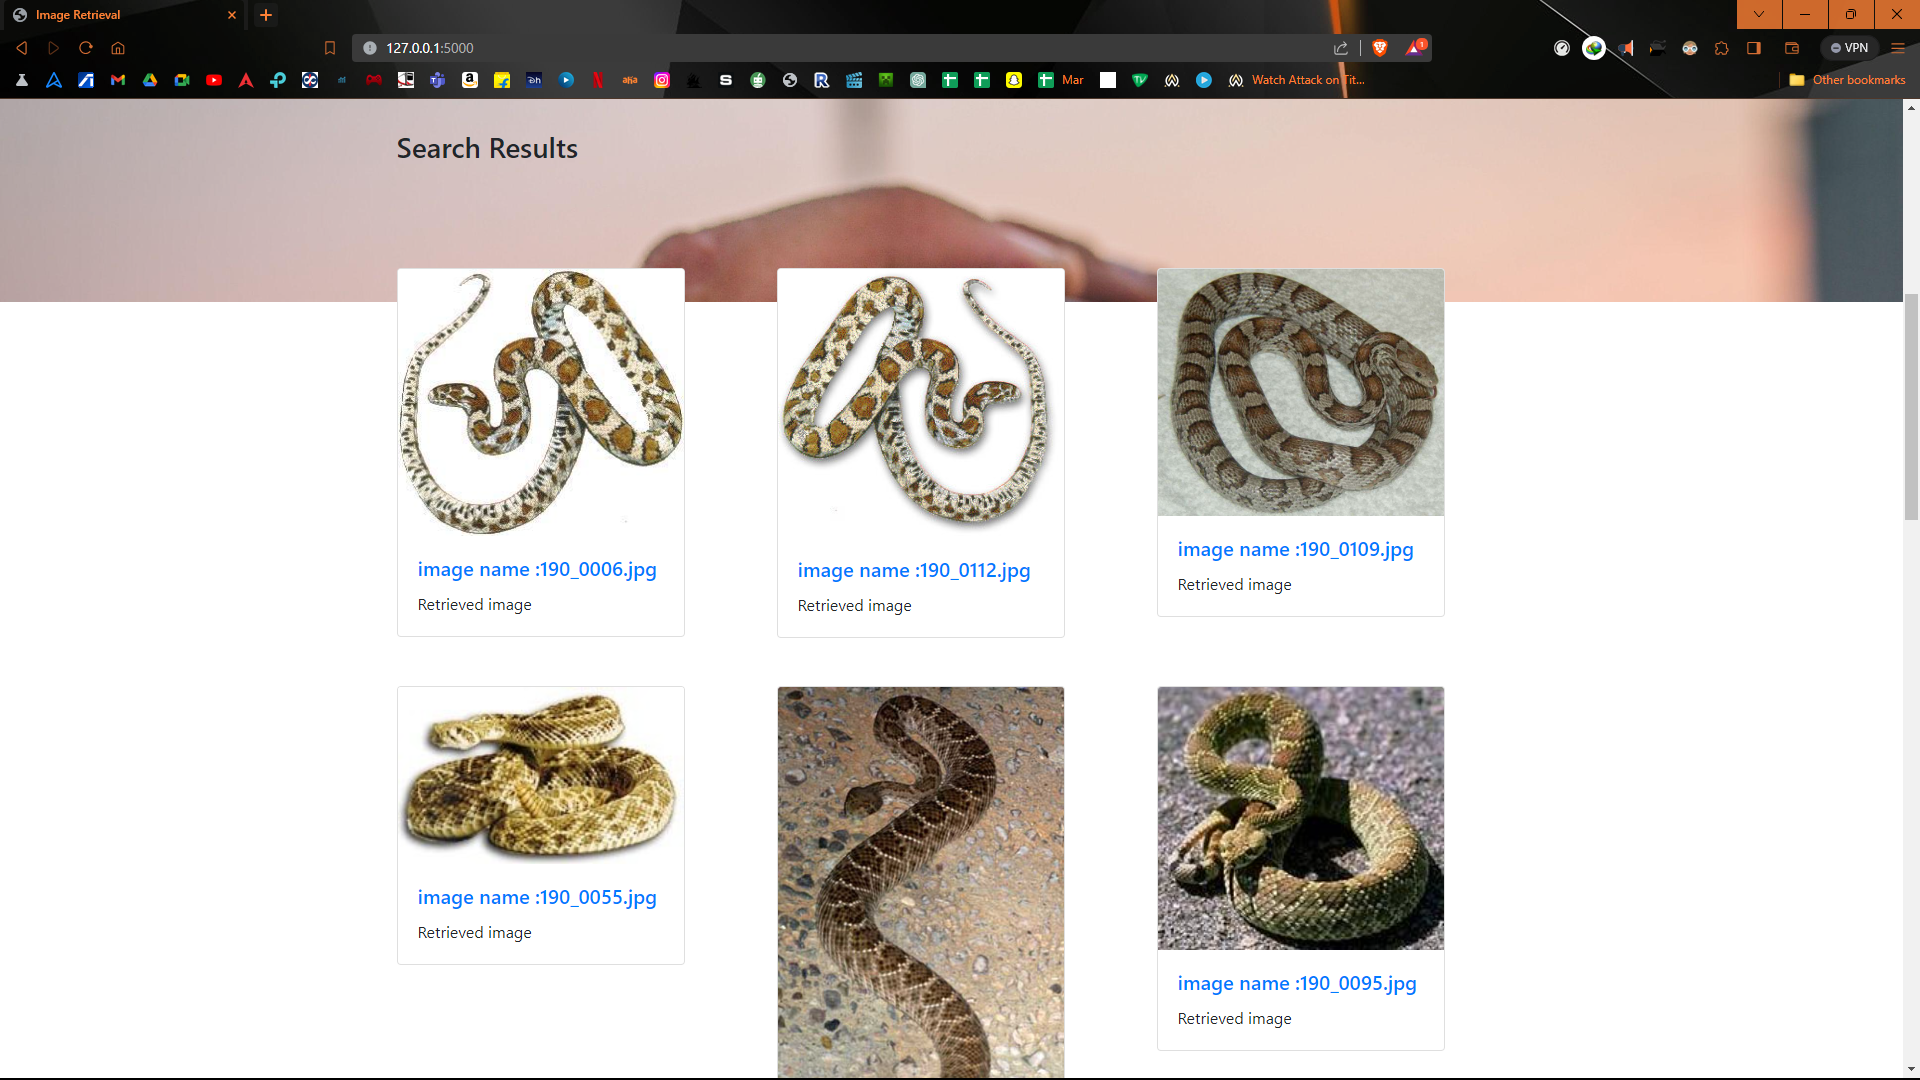 Image Retrieval
127.0.0.1:5000
1
VPN
Mar
Watch Attack on Tit...
Other bookmarks
Search Results
image name :190_0006.jpg
Retrieved image
image name :190_0112.jpg
Retrieved image
image name :190_0109.jpg
Retrieved image
image name :190_0055.jpg
Retrieved image
image name :190_0095.jpg
Retrieved image